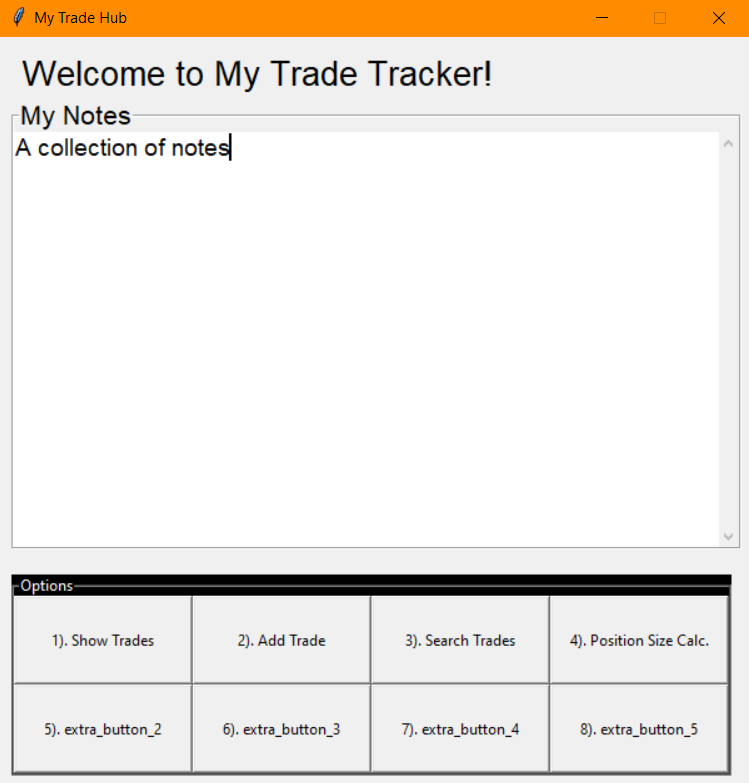 My Trade Hub
Welcome to My Trade Tracker!
My Notes
A collection of notes
Options
1). Show Trades
2). Add Trade
3). Search Trades
4). Position Size Calc.
5). extra_button_2
6). extra_button_3
7). extra_button_4
8). extra_button_5